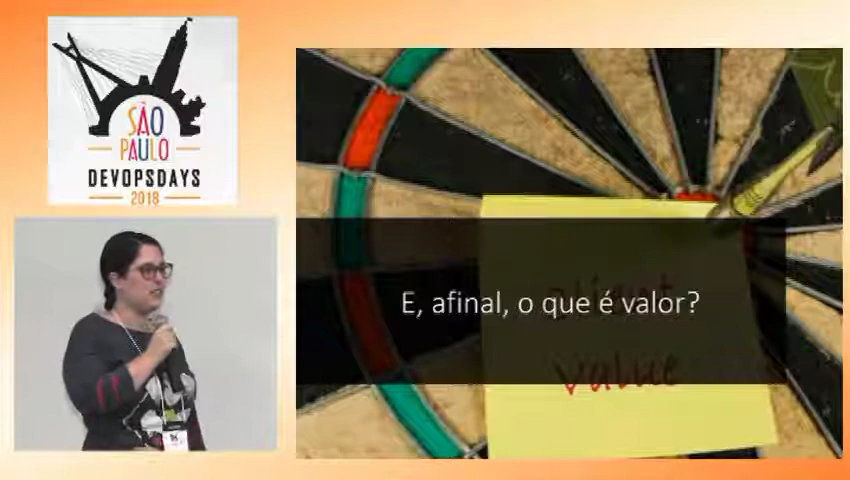 SÃO
PAULO
DEVOPSDAYS
2018
E, afinal, o que é valor?
value